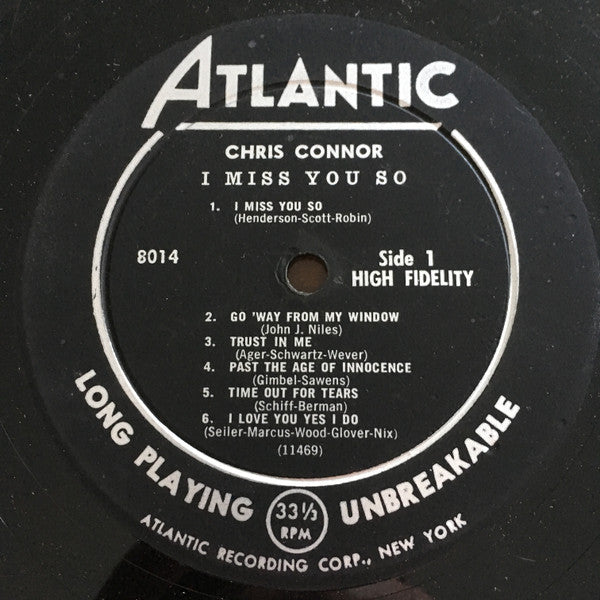 ATLANTIC
CHRIS CONNOR
I MISS YOU SO
1. I MISS YOU SO
(Henderson-Scott-Robin)
8014
Side 1
HIGH FIDELITY
2. GO 'WAY FROM MY WINDOW
(John J. Niles)
3. TRUST IN ME
(Ager-Schwartz-Wever)
4. PAST THE AGE OF INNOCENCE
(Gimbel-Sawens)
5. TIME OUT FOR TEARS
(Schiff-Berman)
6. I LOVE YOU YES I DO
(Seiler-Marcus-Wood-Glover-Nix)
(11469)
LONG PLAYING
33⅓
RPM
UNBREAKABLE
ATLANTIC RECORDING CORP., NEW YORK